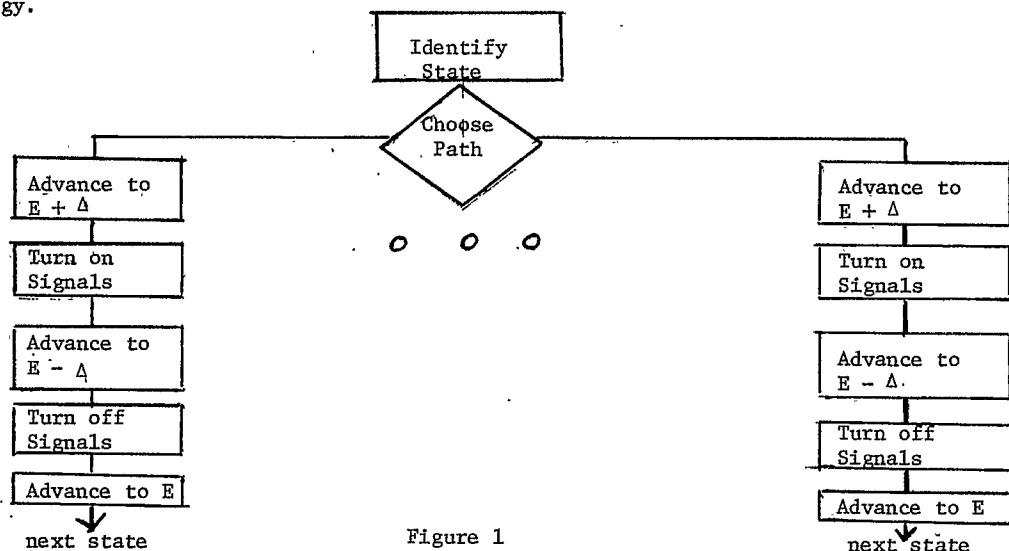 gy.
Identify
State
Choose
Path
Advance to
E + Δ
Turn on
Signals
Advance to
E - Δ
Turn off
Signals
Advance to E
next state
Advance to
E + Δ
Turn on
Signals
Advance to
E - Δ
Turn off
Signals
Advance to E
next state
Figure 1